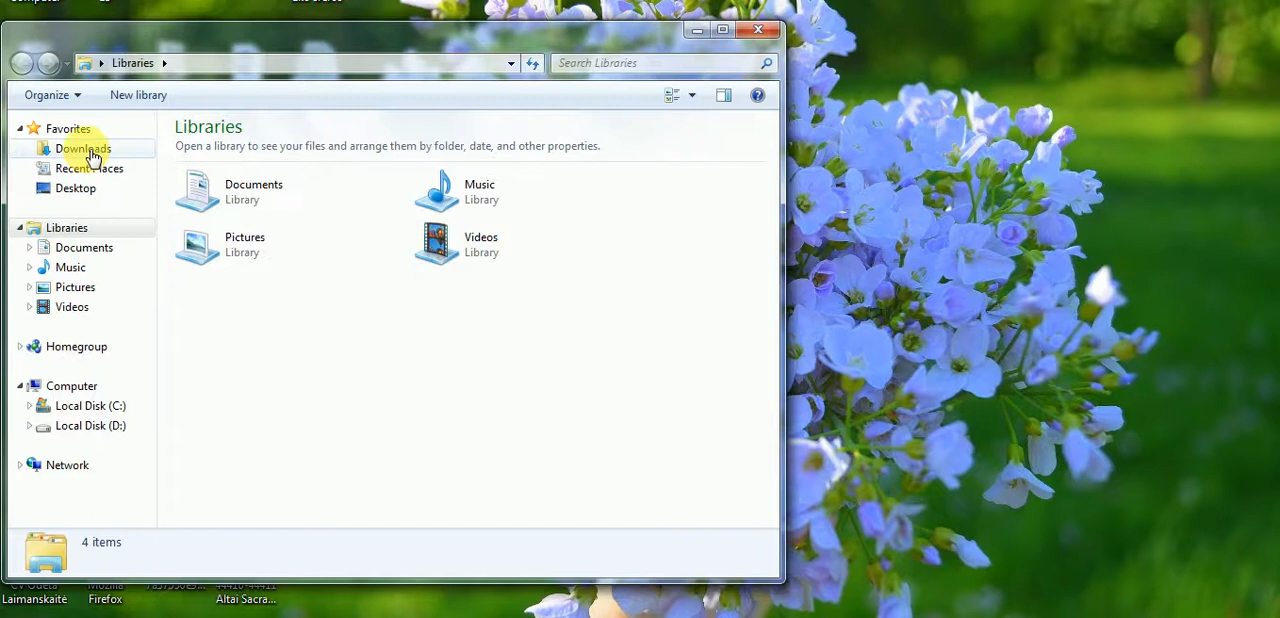 Libraries
Search Libraries
Organize
New library
Favorites
Downloads
Recent Places
Desktop
Libraries
Documents
Music
Pictures
Videos
Homegroup
Computer
Local Disk (C:)
Local Disk (D:)
Network
Libraries
Open a library to see your files and arrange them by folder, date, and other properties.
Documents
Library
Music
Library
Pictures
Library
Videos
Library
4 items
Laimanskaitė
Mozilla
Firefox
Altai Sacra...